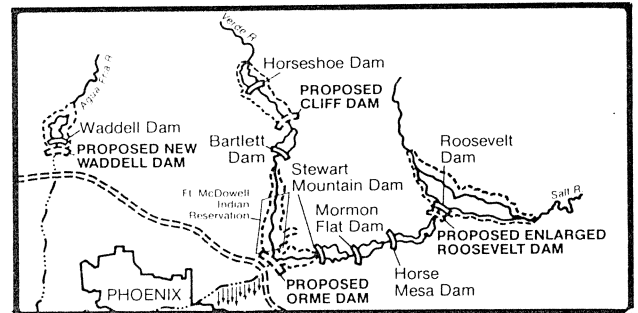 Verde R.
Horseshoe Dam
PROPOSED
CLIFF DAM
Agua Fria R.
Waddell Dam
PROPOSED NEW
WADDELL DAM
Bartlett
Dam
Roosevelt
Dam
Stewart
Mountain Dam
Ft. McDowell
Indian
Reservation
Mormon
Flat Dam
Salt R.
PROPOSED ENLARGED
ROOSEVELT DAM
Horse
Mesa Dam
PROPOSED
ORME DAM
PHOENIX